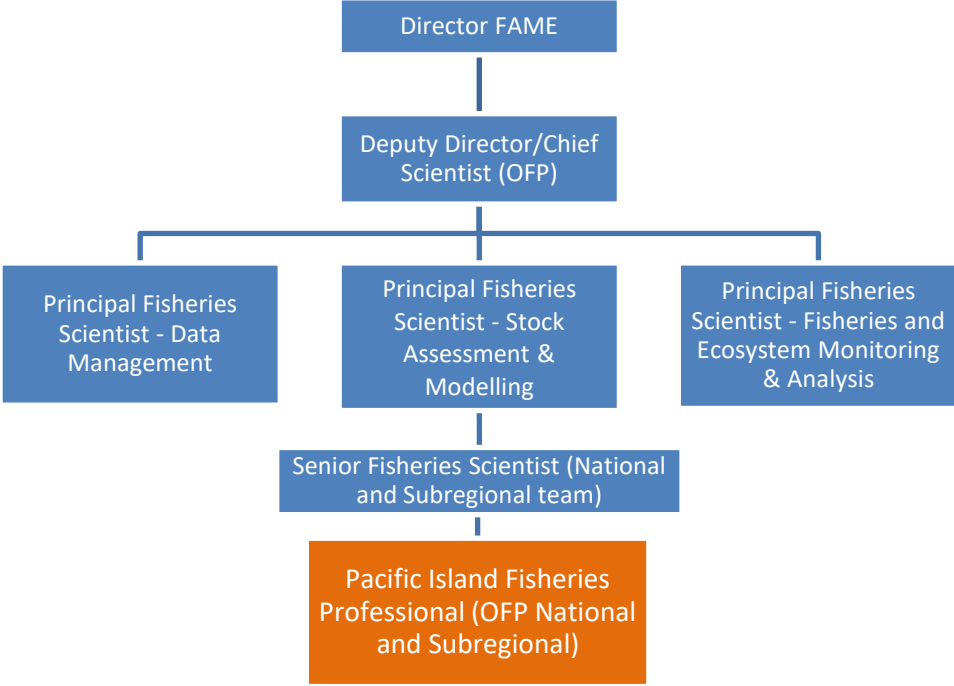 Director FAME
Deputy Director/Chief
Scientist (OFP)
Principal Fisheries
Scientist - Data
Management
Principal Fisheries
Scientist - Stock
Assessment &
Modelling
Principal Fisheries
Scientist - Fisheries and
Ecosystem Monitoring
& Analysis
Senior Fisheries Scientist (National
and Subregional team)
Pacific Island Fisheries
Professional (OFP National
and Subregional)